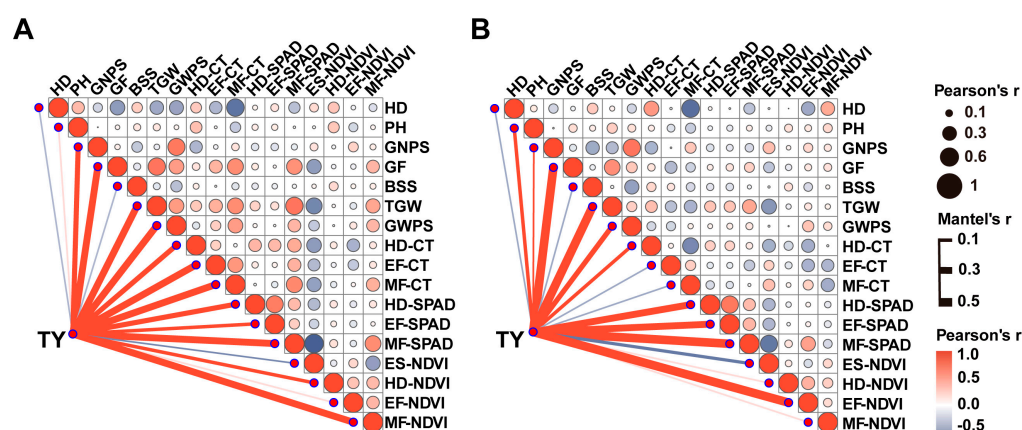 A
HD PH GNPS GF BSS TGW GWPS HD-CT EF-CT MF-CT HD-SPAD EF-SPAD MF-SPAD ES-NDVI HD-NDVI EF-NDVI MF-NDVI
HD
PH
GNPS
GF
BSS
TGW
GWPS
HD-CT
EF-CT
MF-CT
HD-SPAD
EF-SPAD
MF-SPAD
ES-NDVI
HD-NDVI
EF-NDVI
MF-NDVI
TY
B
HD PH GNPS GF BSS TGW GWPS HD-CT EF-CT MF-CT HD-SPAD EF-SPAD MF-SPAD ES-NDVI HD-NDVI EF-NDVI MF-NDVI
HD
PH
GNPS
GF
BSS
TGW
GWPS
HD-CT
EF-CT
MF-CT
HD-SPAD
EF-SPAD
MF-SPAD
ES-NDVI
HD-NDVI
EF-NDVI
MF-NDVI
TY
Pearson's r
0.1
0.3
0.6
1
Mantel's r
0.1
0.3
0.5
Pearson's r
1.0
0.5
0.0
-0.5